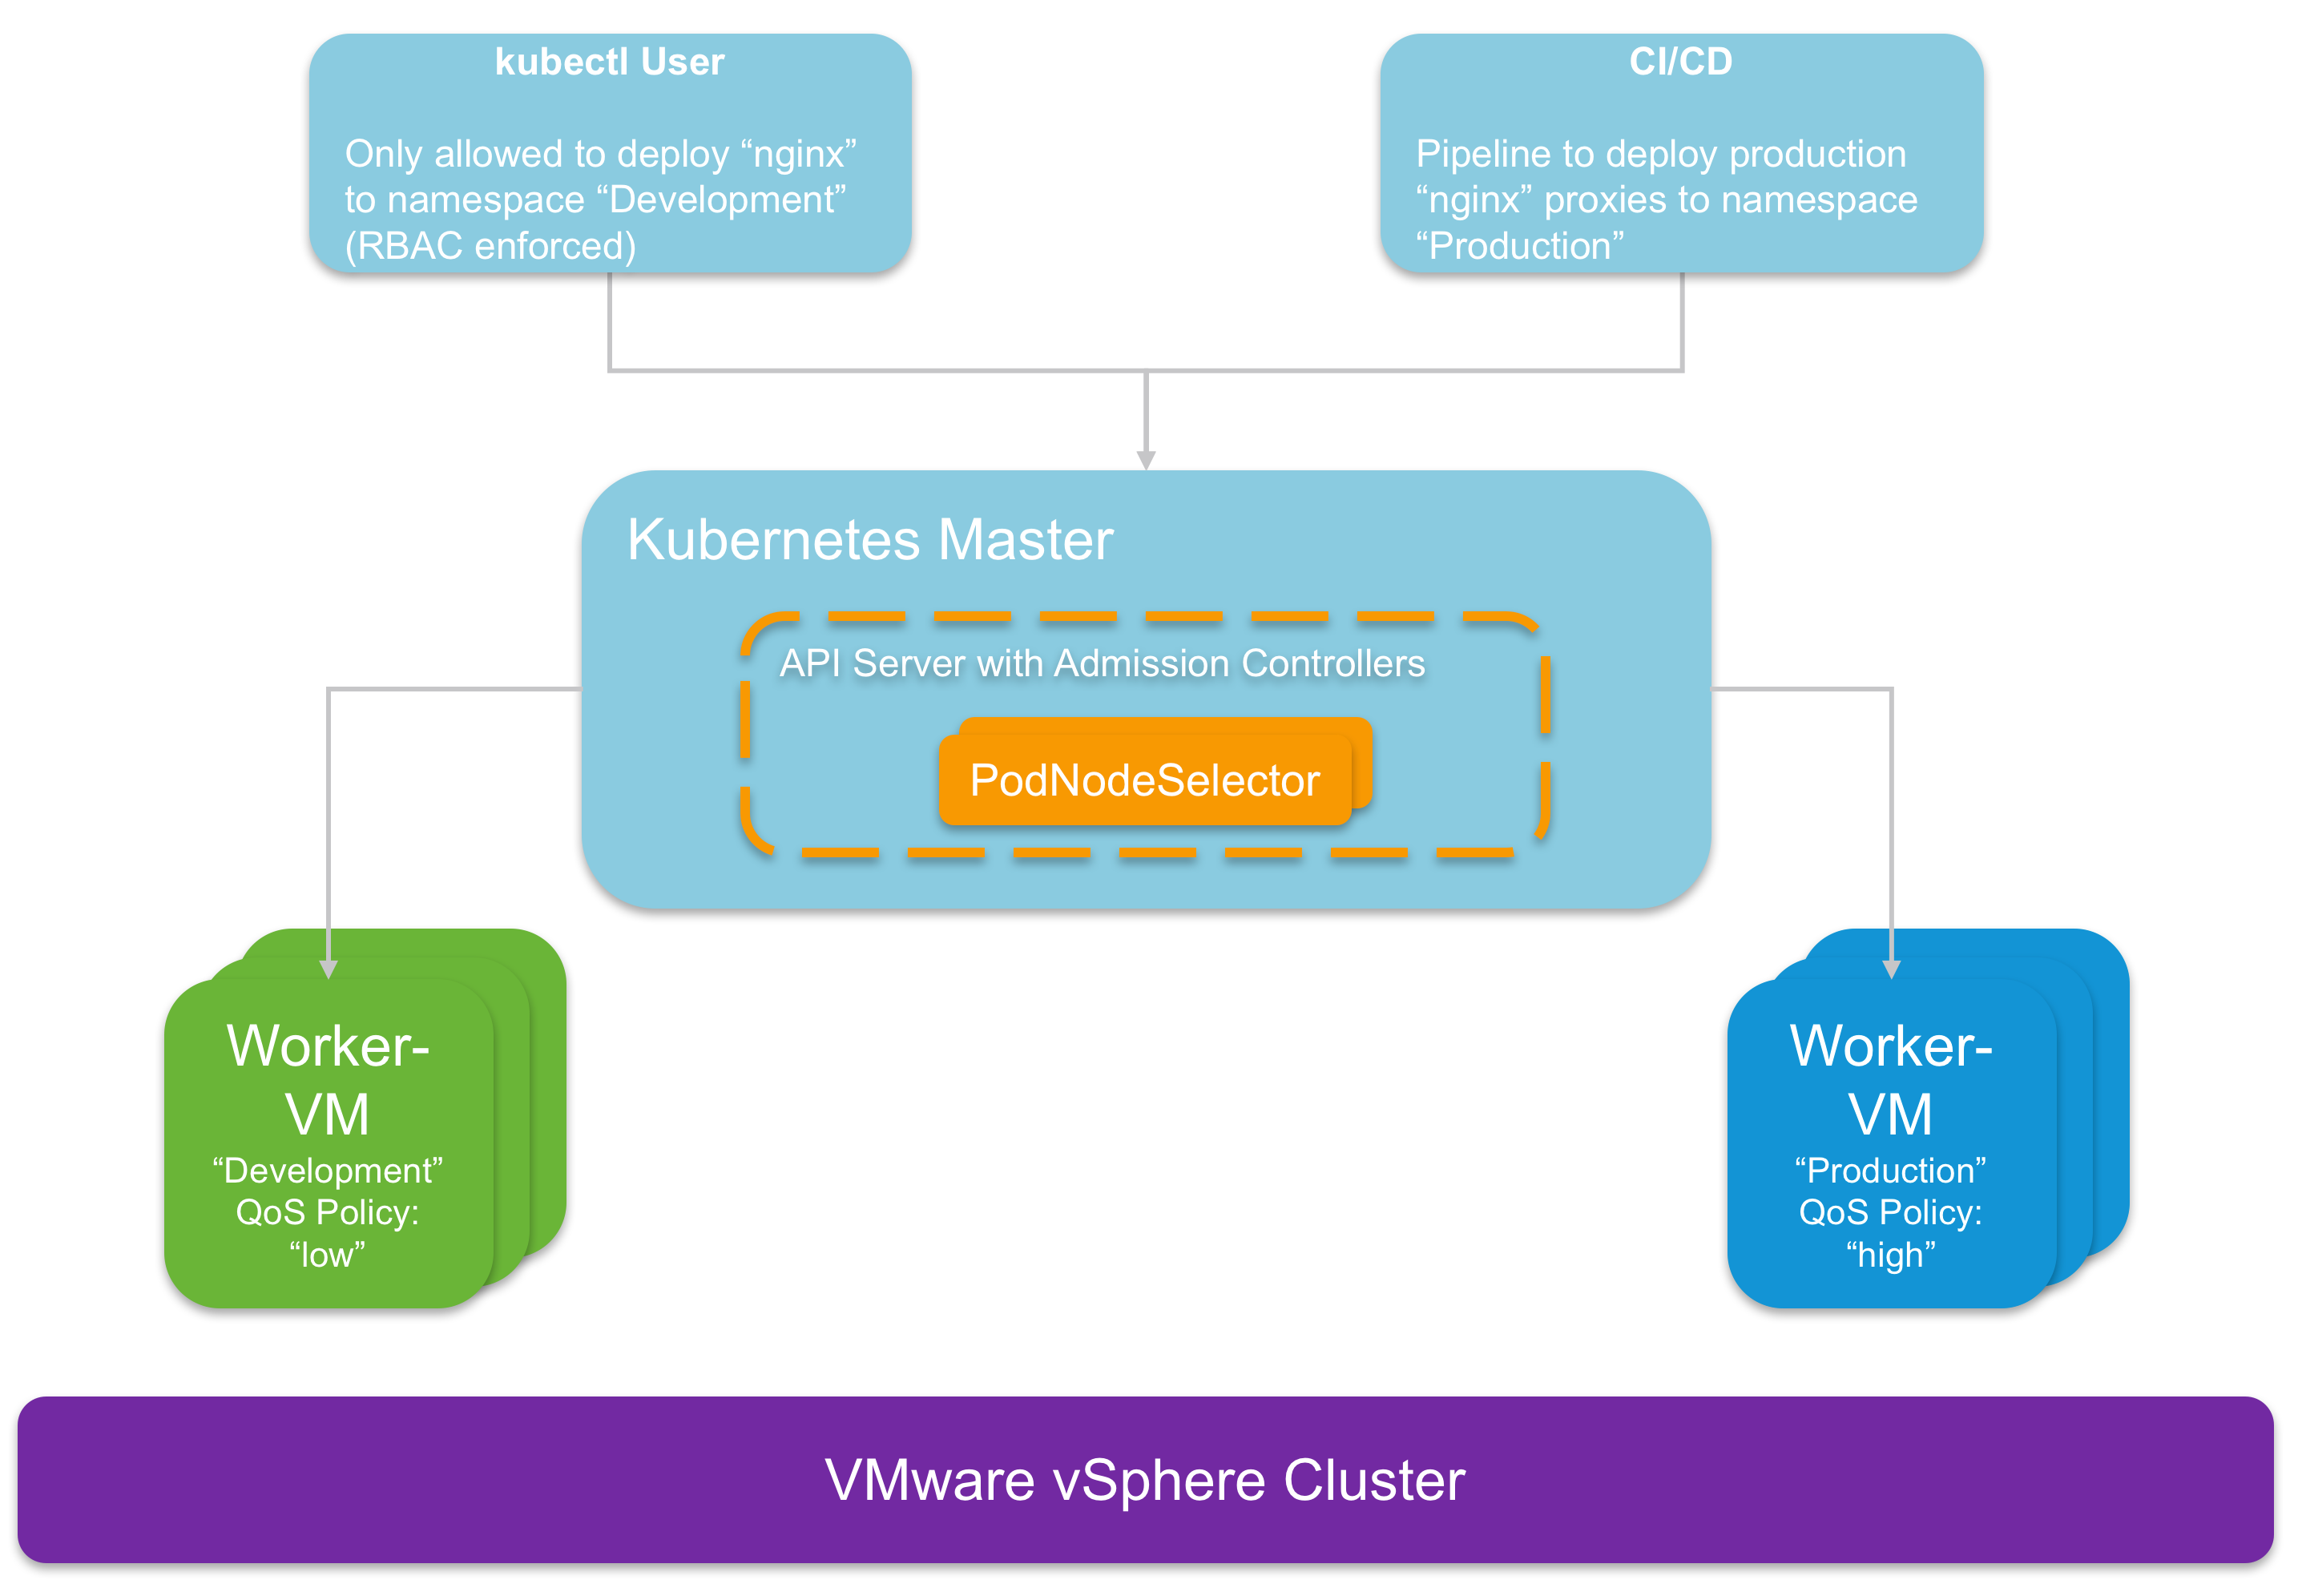 kubectl User
Only allowed to deploy “nginx”
to namespace “Development”
(RBAC enforced)
CI/CD
Pipeline to deploy production
“nginx” proxies to namespace
“Production”
Kubernetes Master
API Server with Admission Controllers
PodNodeSelector
Worker-
VM
“Development”
QoS Policy:
“low”
Worker-
VM
“Production”
QoS Policy:
“high”
VMware vSphere Cluster